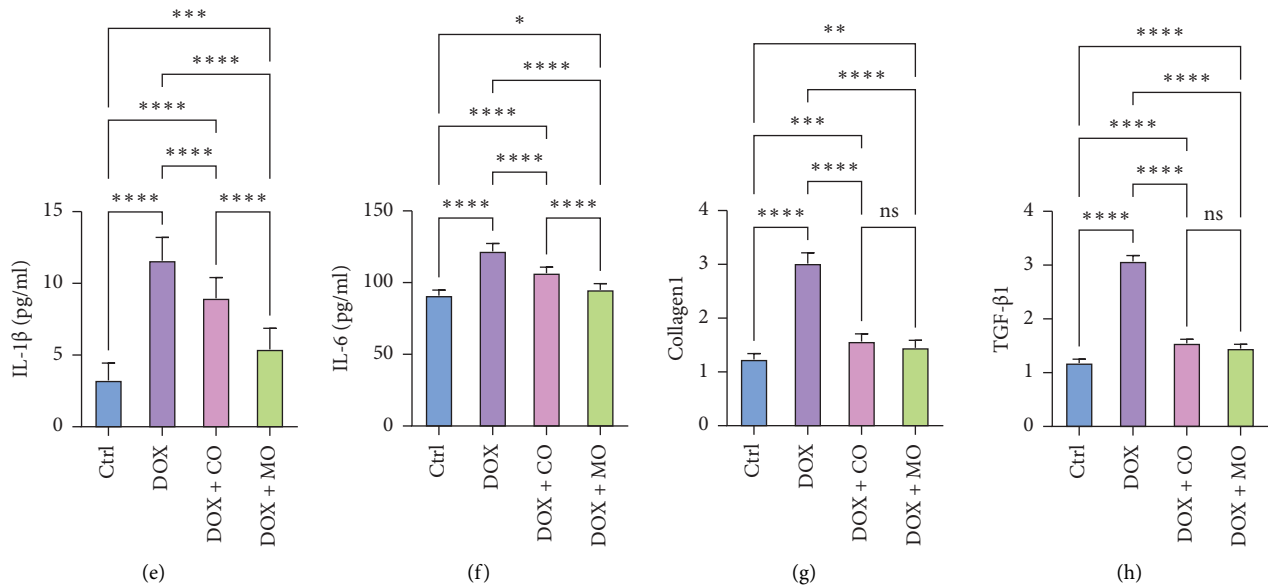 ***
****
****
****
****
****
IL-1β (pg/ml)
15
10
5
0
Ctrl
DOX
DOX + CO
DOX + MO
(e)
*
****
****
****
****
****
IL-6 (pg/ml)
150
100
50
0
Ctrl
DOX
DOX + CO
DOX + MO
(f)
**
****
***
****
****
ns
Collagen1
4
3
2
1
0
Ctrl
DOX
DOX + CO
DOX + MO
(g)
****
****
****
****
****
ns
TGF-β1
4
3
2
1
0
Ctrl
DOX
DOX + CO
DOX + MO
(h)